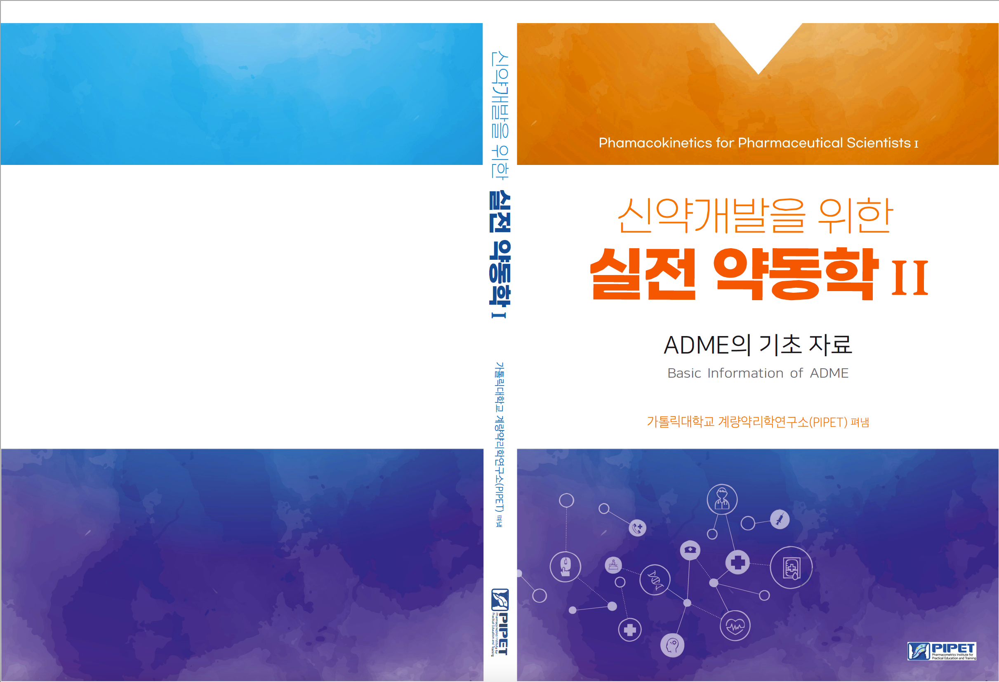 신약개발을 위한 실전 약동학 I
가톨릭대학교 계량약리학연구소(PIPET) 펴냄
PIPET
Pharmacometrics Institute for
Practical Education and Training
Phamacokinetics for Pharmaceutical Scientists I
신약개발을 위한
실전 약동학 II
ADME의 기초 자료
Basic Information of ADME
가톨릭대학교 계량약리학연구소(PIPET) 펴냄
PIPET
Pharmacometrics Institute for
Practical Education and Training